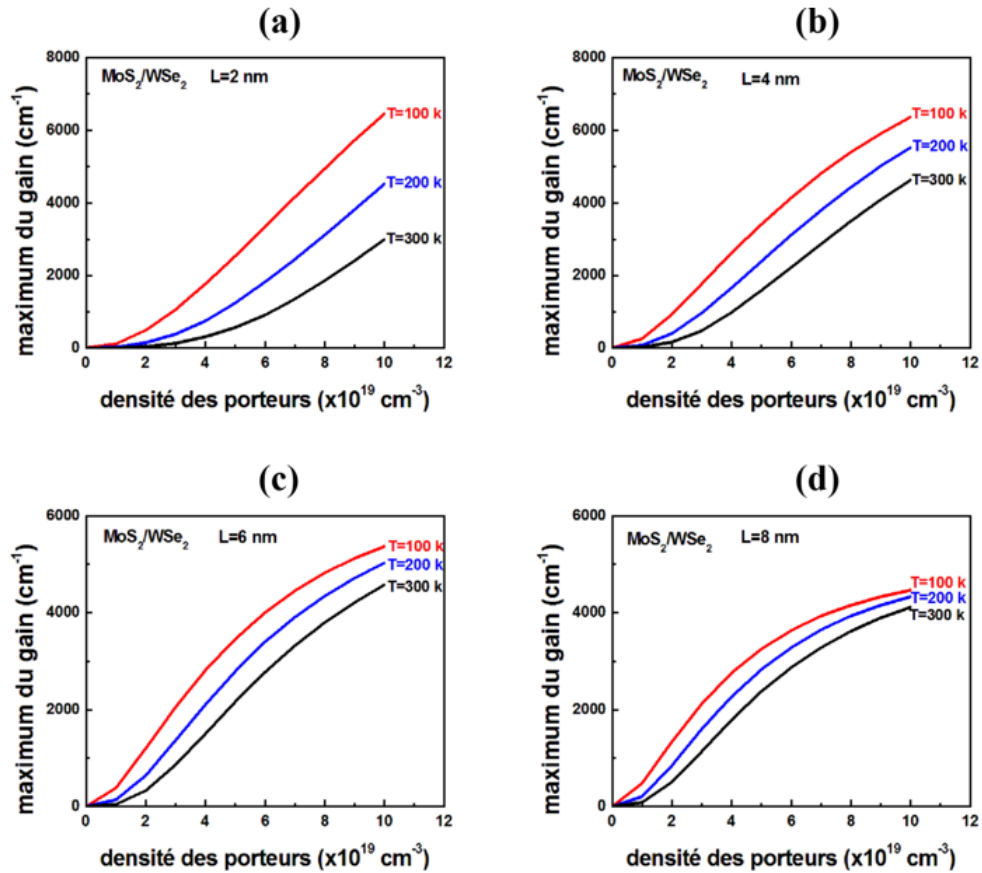 (a)
8000
6000
4000
2000
0
maximum du gain (cm⁻¹)
MoS₂/WSe₂ L=2 nm
T=100 k
T=200 k
T=300 k
0 2 4 6 8 10 12
densité des porteurs (x10¹⁹ cm⁻³)
(b)
8000
6000
4000
2000
0
maximum du gain (cm⁻¹)
MoS₂/WSe₂ L=4 nm
T=100 k
T=200 k
T=300 k
0 2 4 6 8 10 12
densité des porteurs (x10¹⁹ cm⁻³)
(c)
6000
4000
2000
0
maximum du gain (cm⁻¹)
MoS₂/WSe₂ L=6 nm
T=100 k
T=200 k
T=300 k
0 2 4 6 8 10 12
densité des porteurs (x10¹⁹ cm⁻³)
(d)
6000
4000
2000
0
maximum du gain (cm⁻¹)
MoS₂/WSe₂ L=8 nm
T=100 k
T=200 k
T=300 k
0 2 4 6 8 10 12
densité des porteurs (x10¹⁹ cm⁻³)